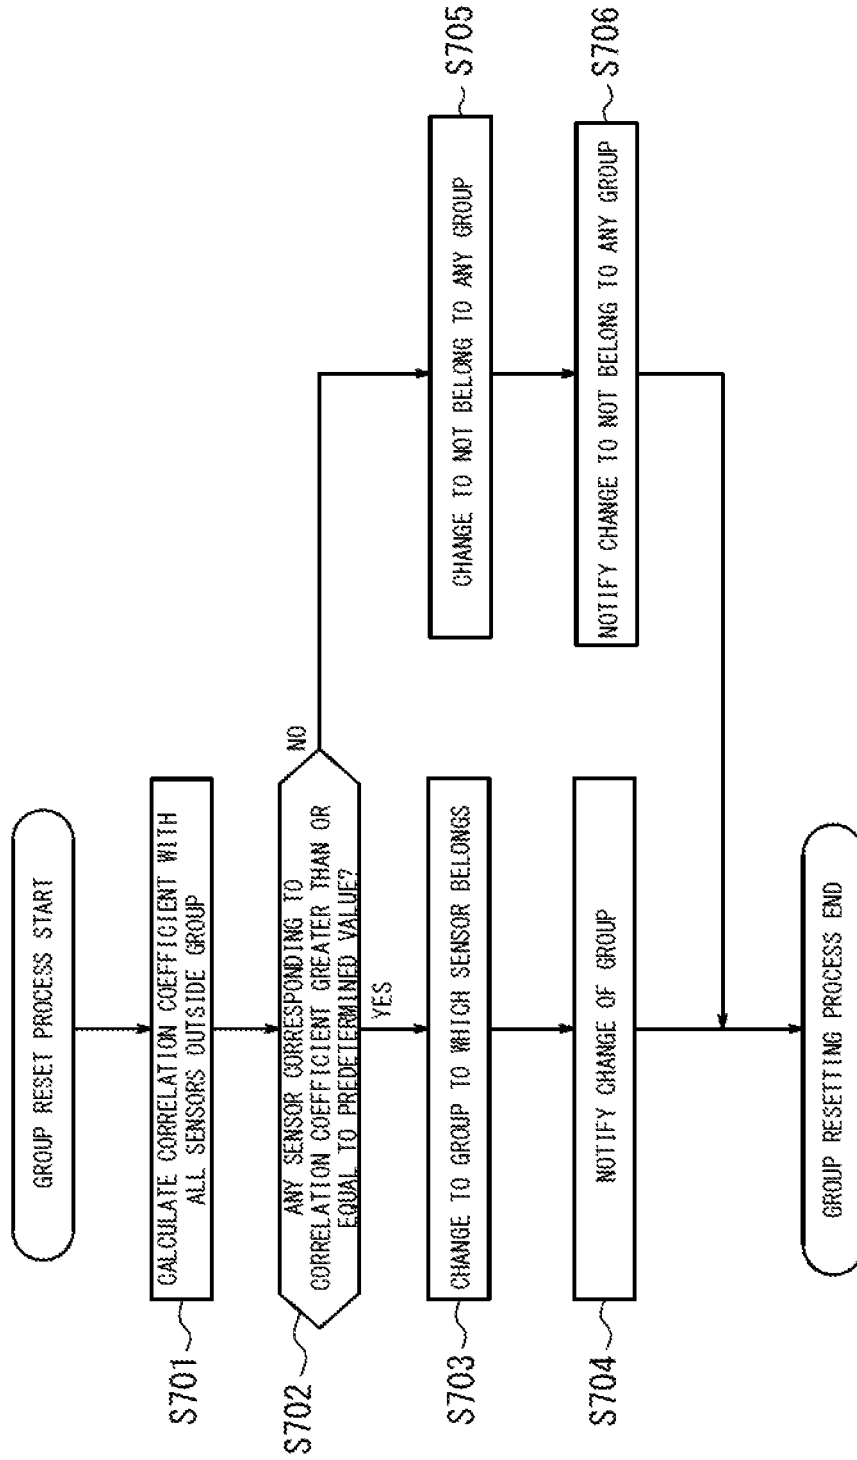 GROUP RESET PROCESS START
S701
CALCULATE CORRELATION COEFFICIENT WITH
ALL SENSORS OUTSIDE GROUP
S702
ANY SENSOR CORRESPONDING TO
CORRELATION COEFFICIENT GREATER THAN OR
EQUAL TO PREDETERMINED VALUE?
NO
YES
S703
CHANGE TO GROUP TO WHICH SENSOR BELONGS
S705
CHANGE TO NOT BELONG TO ANY GROUP
S704
NOTIFY CHANGE OF GROUP
S706
NOTIFY CHANGE TO NOT BELONG TO ANY GROUP
GROUP RESETTING PROCESS END